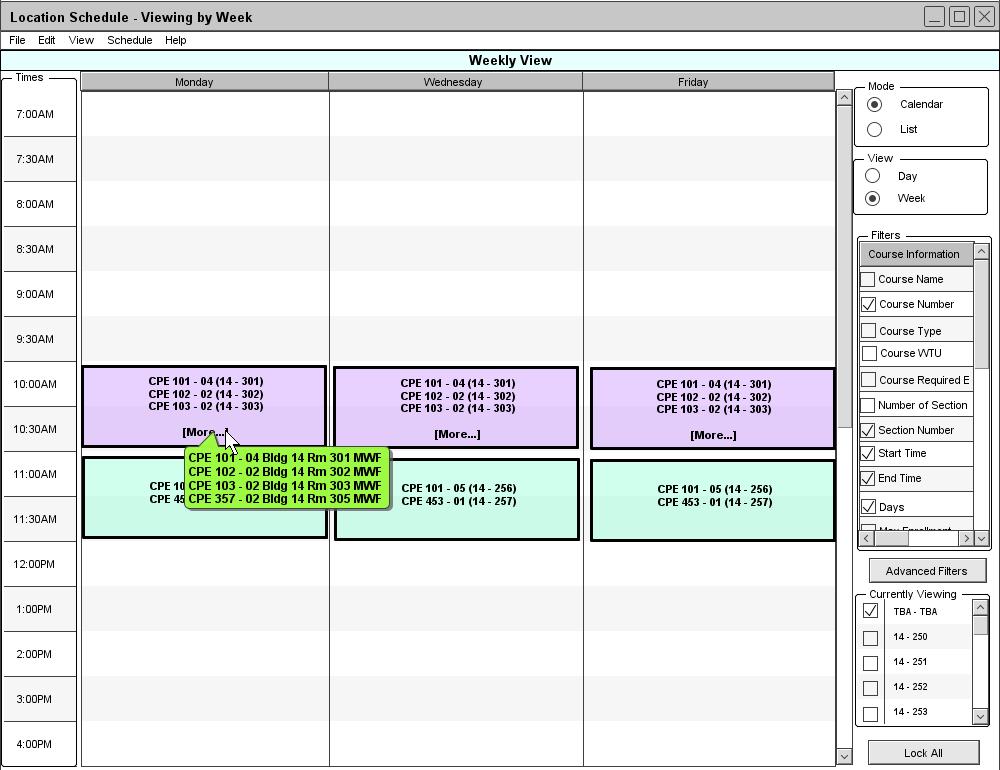 Location Schedule - Viewing by Week
File Edit View Schedule Help
Weekly View
Times
Monday Wednesday Friday
7:00AM
7:30AM
8:00AM
8:30AM
9:00AM
9:30AM
10:00AM
10:30AM
11:00AM
11:30AM
12:00PM
1:00PM
2:00PM
3:00PM
4:00PM
CPE 101 - 04 (14 - 301)
CPE 102 - 02 (14 - 302)
CPE 103 - 02 (14 - 303)
[More...]
CPE 101 - 04 Bldg 14 Rm 301 MWF
CPE 102 - 02 Bldg 14 Rm 302 MWF
CPE 103 - 02 Bldg 14 Rm 303 MWF
CPE 357 - 02 Bldg 14 Rm 305 MWF
CPE 10
CPE 45
CPE 101 - 04 (14 - 301)
CPE 102 - 02 (14 - 302)
CPE 103 - 02 (14 - 303)
[More...]
CPE 101 - 05 (14 - 256)
CPE 453 - 01 (14 - 257)
CPE 101 - 04 (14 - 301)
CPE 102 - 02 (14 - 302)
CPE 103 - 02 (14 - 303)
[More...]
CPE 101 - 05 (14 - 256)
CPE 453 - 01 (14 - 257)
Mode
Calendar
List
View
Day
Week
Filters
Course Information
Course Name
Course Number
Course Type
Course WTU
Course Required E
Number of Section
Section Number
Start Time
End Time
Days
Max Enrollment
Advanced Filters
Currently Viewing
TBA - TBA
14 - 250
14 - 251
14 - 252
14 - 253
Lock All